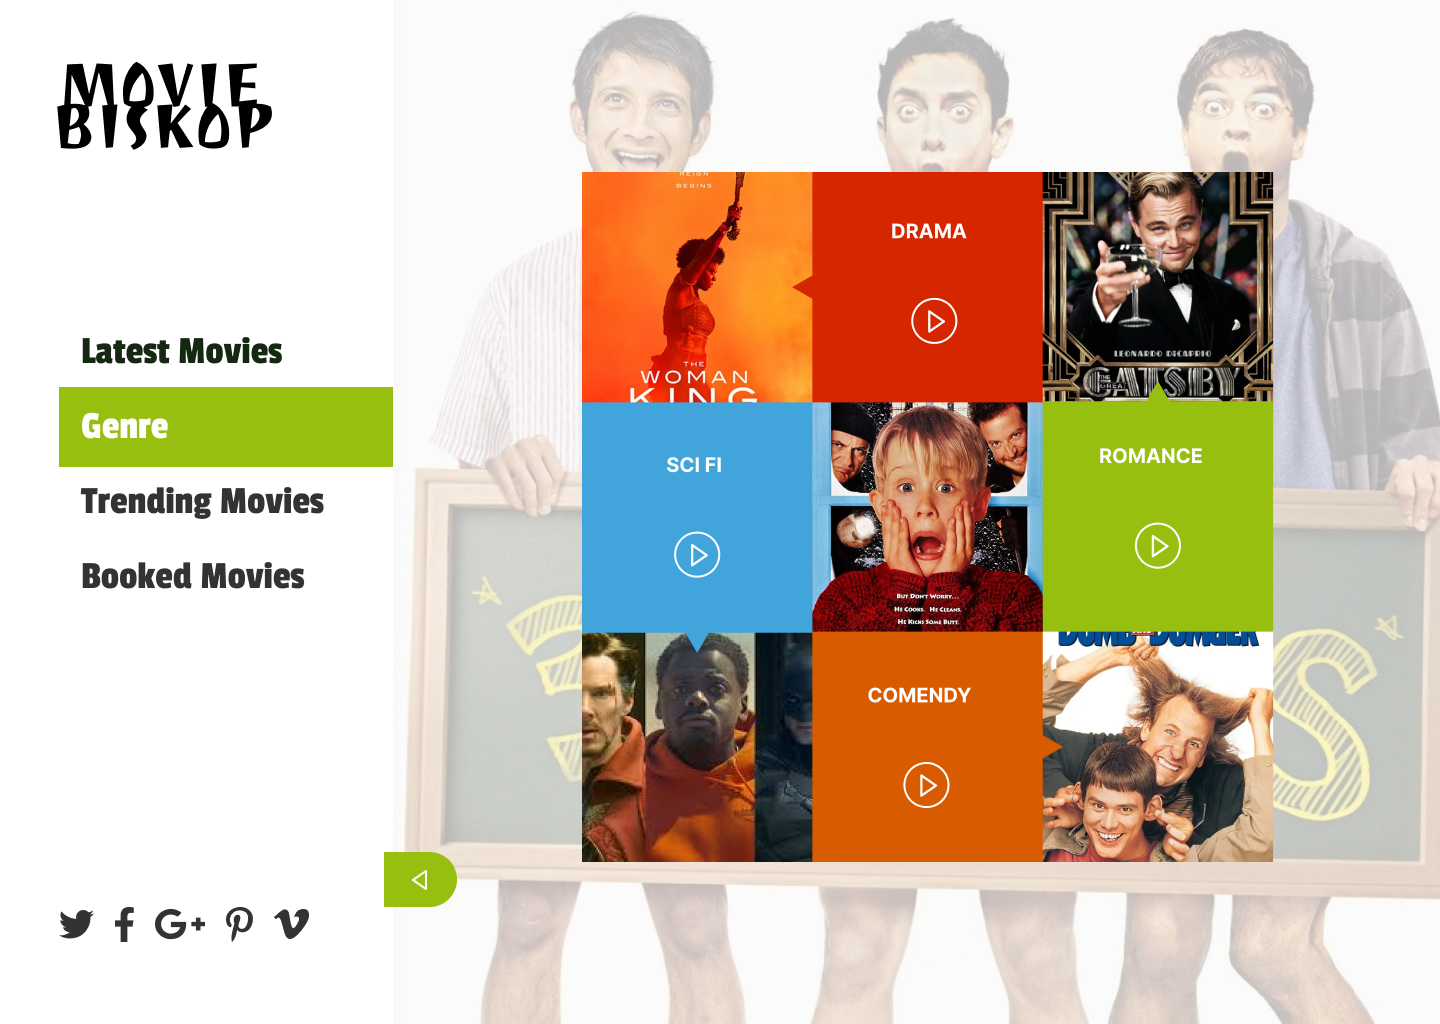 MOVIE
BISKOP
Latest Movies
Genre
Trending Movies
Booked Movies
REIGN
BEGINS
THE
WOMAN
KING
DRAMA
LEONARDO DICAPRIO
THE
GREAT
GATSBY
SCI FI
BUT DON'T WORRY...
HE COOKS. HE CLEANS.
HE KICKS SOME BUTT.
ROMANCE
COMENDY
DUMB AND DUMBER
3
S